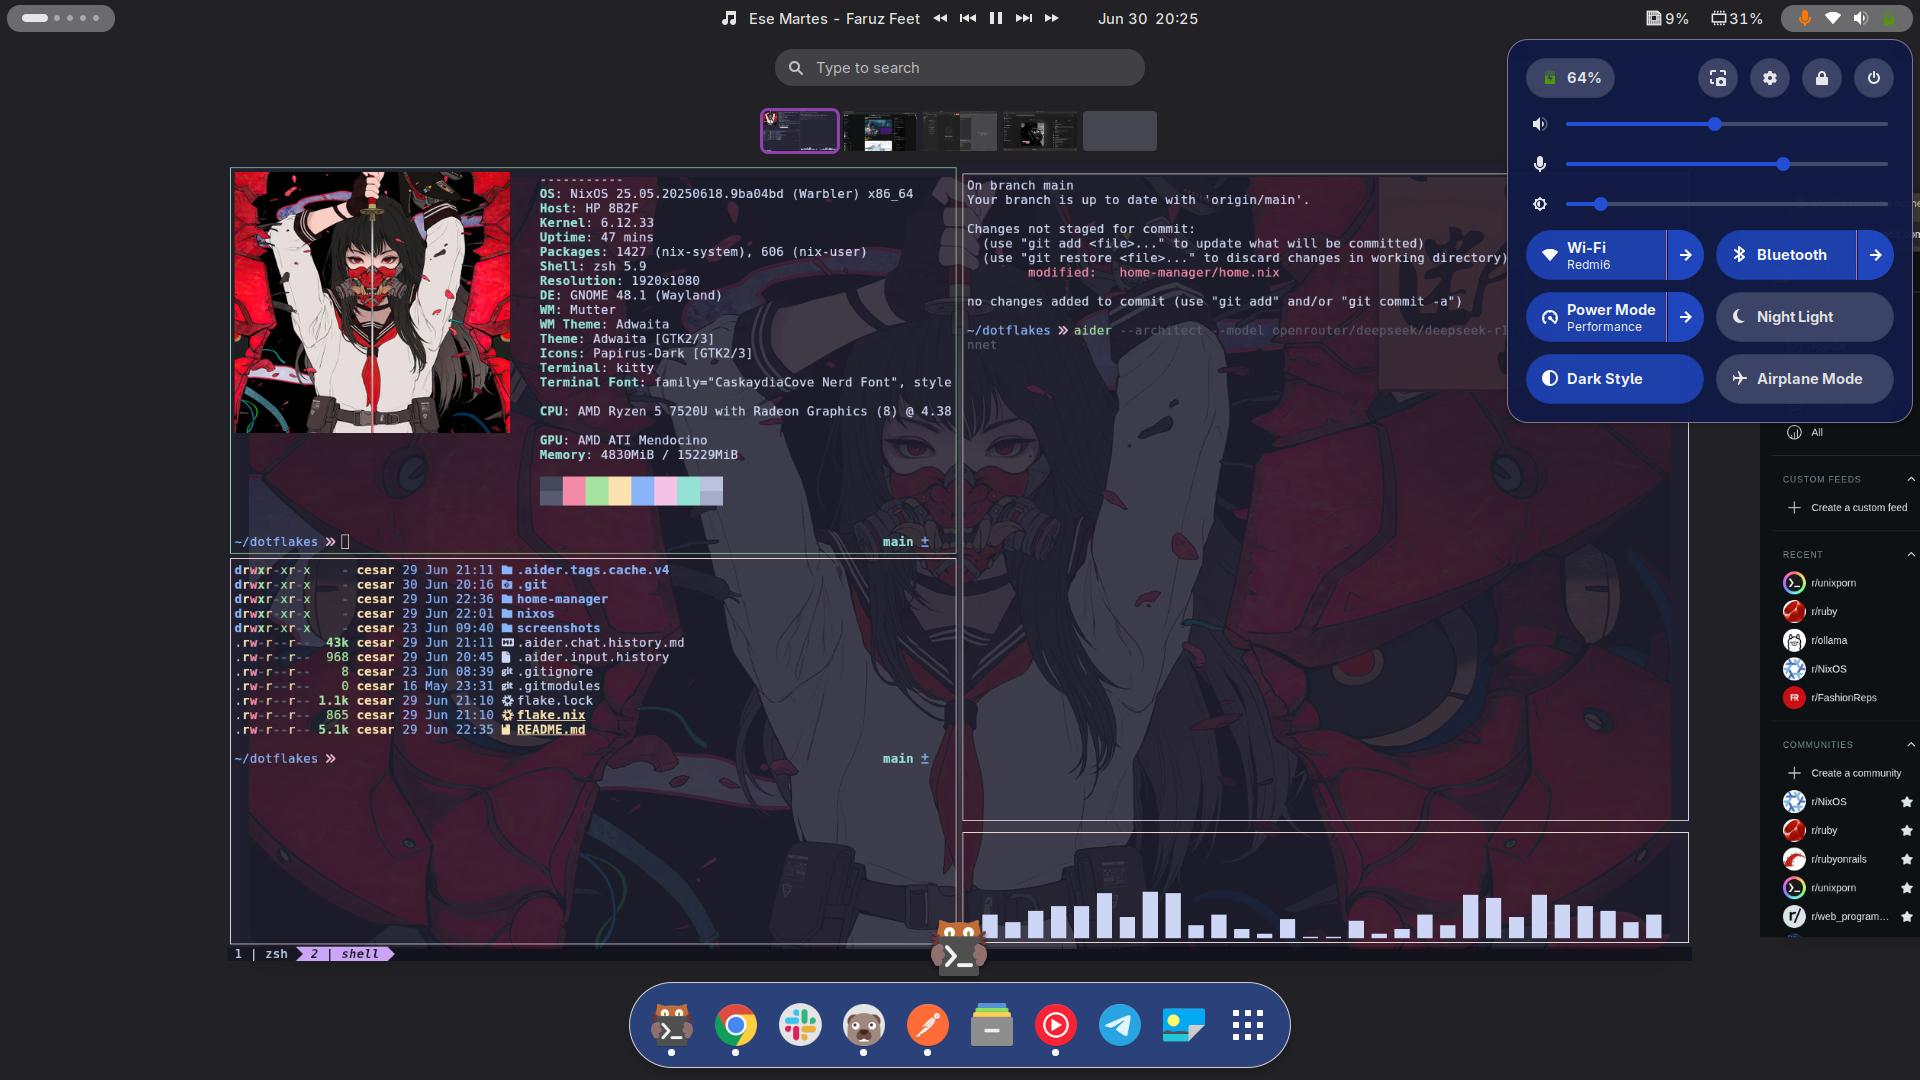 Ese Martes - Faruz Feet
Jun 30 20:25
9%
31%
Type to search
64%
Wi-Fi
Redmi6
Bluetooth
Power Mode
Performance
Night Light
Dark Style
Airplane Mode
-----------
OS: NixOS 25.05.20250618.9ba04bd (Warbler) x86_64
Host: HP 8B2F
Kernel: 6.12.33
Uptime: 47 mins
Packages: 1427 (nix-system), 606 (nix-user)
Shell: zsh 5.9
Resolution: 1920x1080
DE: GNOME 48.1 (Wayland)
WM: Mutter
WM Theme: Adwaita
Theme: Adwaita [GTK2/3]
Icons: Papirus-Dark [GTK2/3]
Terminal: kitty
Terminal Font: family="CaskaydiaCove Nerd Font", style
CPU: AMD Ryzen 5 7520U with Radeon Graphics (8) @ 4.38
GPU: AMD ATI Mendocino
Memory: 4830MiB / 15229MiB
~/dotflakes » main ±
drwxr-xr-x - cesar 29 Jun 21:11 .aider.tags.cache.v4
drwxr-xr-x - cesar 30 Jun 20:16 .git
drwxr-xr-x - cesar 29 Jun 22:36 home-manager
drwxr-xr-x - cesar 29 Jun 22:01 nixos
drwxr-xr-x - cesar 23 Jun 09:40 screenshots
.rw-r--r-- 43k cesar 29 Jun 21:11 .aider.chat.history.md
.rw-r--r-- 968 cesar 29 Jun 20:45 .aider.input.history
.rw-r--r-- 8 cesar 23 Jun 08:39 .gitignore
.rw-r--r-- 0 cesar 16 May 23:31 .gitmodules
.rw-r--r-- 1.1k cesar 29 Jun 21:10 flake.lock
.rw-r--r-- 865 cesar 29 Jun 21:10 flake.nix
.rw-r--r-- 5.1k cesar 29 Jun 22:35 README.md
~/dotflakes » main ±
1 | zsh 2 | shell
On branch main
Your branch is up to date with 'origin/main'.
Changes not staged for commit:
(use "git add <file>..." to update what will be committed)
(use "git restore <file>..." to discard changes in working directory)
modified: home-manager/home.nix
no changes added to commit (use "git add" and/or "git commit -a")
~/dotflakes » aider --architect --model openrouter/deepseek/deepseek-r1
nnet
All
CUSTOM FEEDS
Create a custom feed
RECENT
r/unixporn
r/ruby
r/ollama
r/NixOS
FR r/FashionReps
COMMUNITIES
Create a community
r/NixOS
r/ruby
r/rubyonrails
r/unixporn
r/ r/web_program...